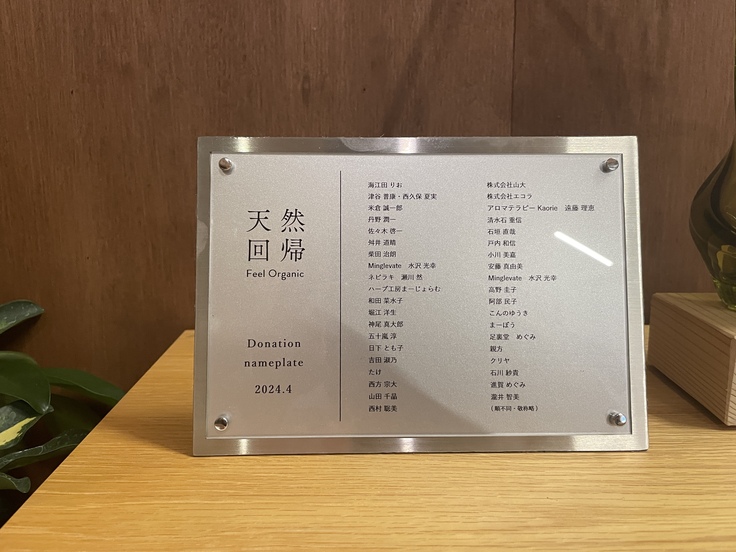 天然
回帰
Feel Organic
Donation
nameplate
2024.4
海江田 りお
津谷 普康・西久保 夏実
米倉 誠一郎
丹野 潤一
佐々木 啓一
舛井 道晴
柴田 治朗
Minglevate 水沢 光幸
ネピラキ 瀬川 然
ハーブ工房まーじょらむ
和田 菜水子
堀江 洋生
神尾 真大郎
五十嵐 淳
日下 とも子
吉田 淑乃
たけ
西方 宗大
山田 千晶
西村 聡美
株式会社山大
株式会社エコラ
アロマテラピー Kaorie 遠藤 理恵
清水石 重信
石垣 直哉
戸内 和信
小川 美嘉
安藤 真由美
Minglevate 水沢 光幸
高野 圭子
阿部 民子
こんのゆうき
まーぼう
足裏堂 めぐみ
親方
クリヤ
石川 紗貴
進賀 めぐみ
瀧井 智美
(順不同・敬称略)